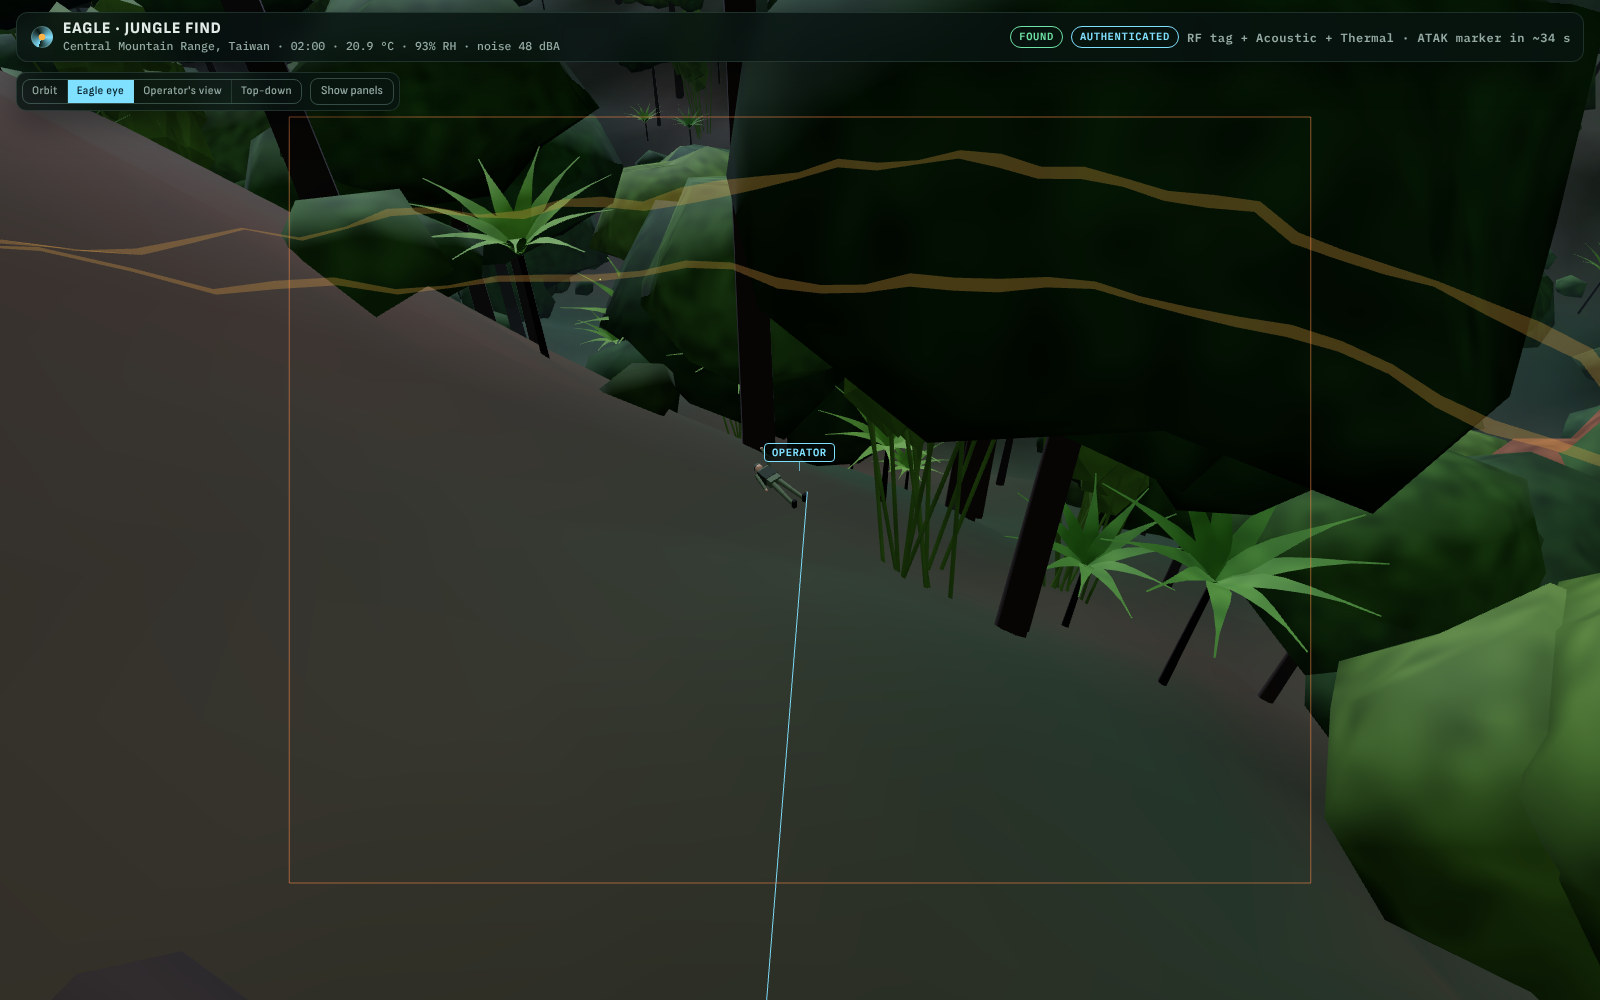 EAGLE · JUNGLE FIND
Central Mountain Range, Taiwan · 02:00 · 20.9 °C · 93% RH · noise 48 dBA
FOUND
AUTHENTICATED
RF tag + Acoustic + Thermal · ATAK marker in ~34 s
Orbit
Eagle eye
Operator's view
Top-down
Show panels
OPERATOR